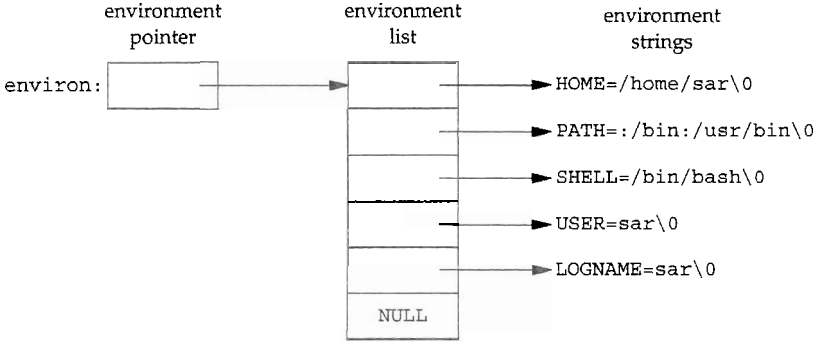 environment
pointer
environment
list
environment
strings
environ:
HOME=/home/sar\0
PATH=:/bin:/usr/bin\0
SHELL=/bin/bash\0
USER=sar\0
LOGNAME=sar\0
NULL